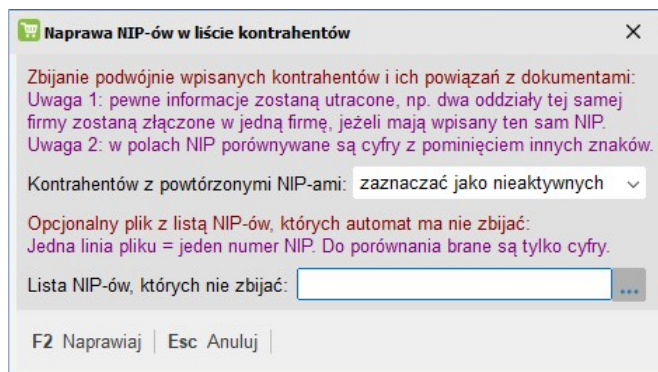 Naprawa NIP-ów w liście kontrahentów
Zbijanie podwójnie wpisanych kontrahentów i ich powiązań z dokumentami:
Uwaga 1: pewne informacje zostaną utracone, np. dwa oddziały tej samej
firmy zostaną złączone w jedną firmę, jeżeli mają wpisany ten sam NIP.
Uwaga 2: w polach NIP porównywane są cyfry z pominięciem innych znaków.
Kontrahentów z powtórzonymi NIP-ami: zaznaczać jako nieaktywnych
Opcjonalny plik z listą NIP-ów, których automat ma nie zbijać:
Jedna linia pliku = jeden numer NIP. Do porównania brane są tylko cyfry.
Lista NIP-ów, których nie zbijać: ...
F2 Naprawiaj | Esc Anuluj |